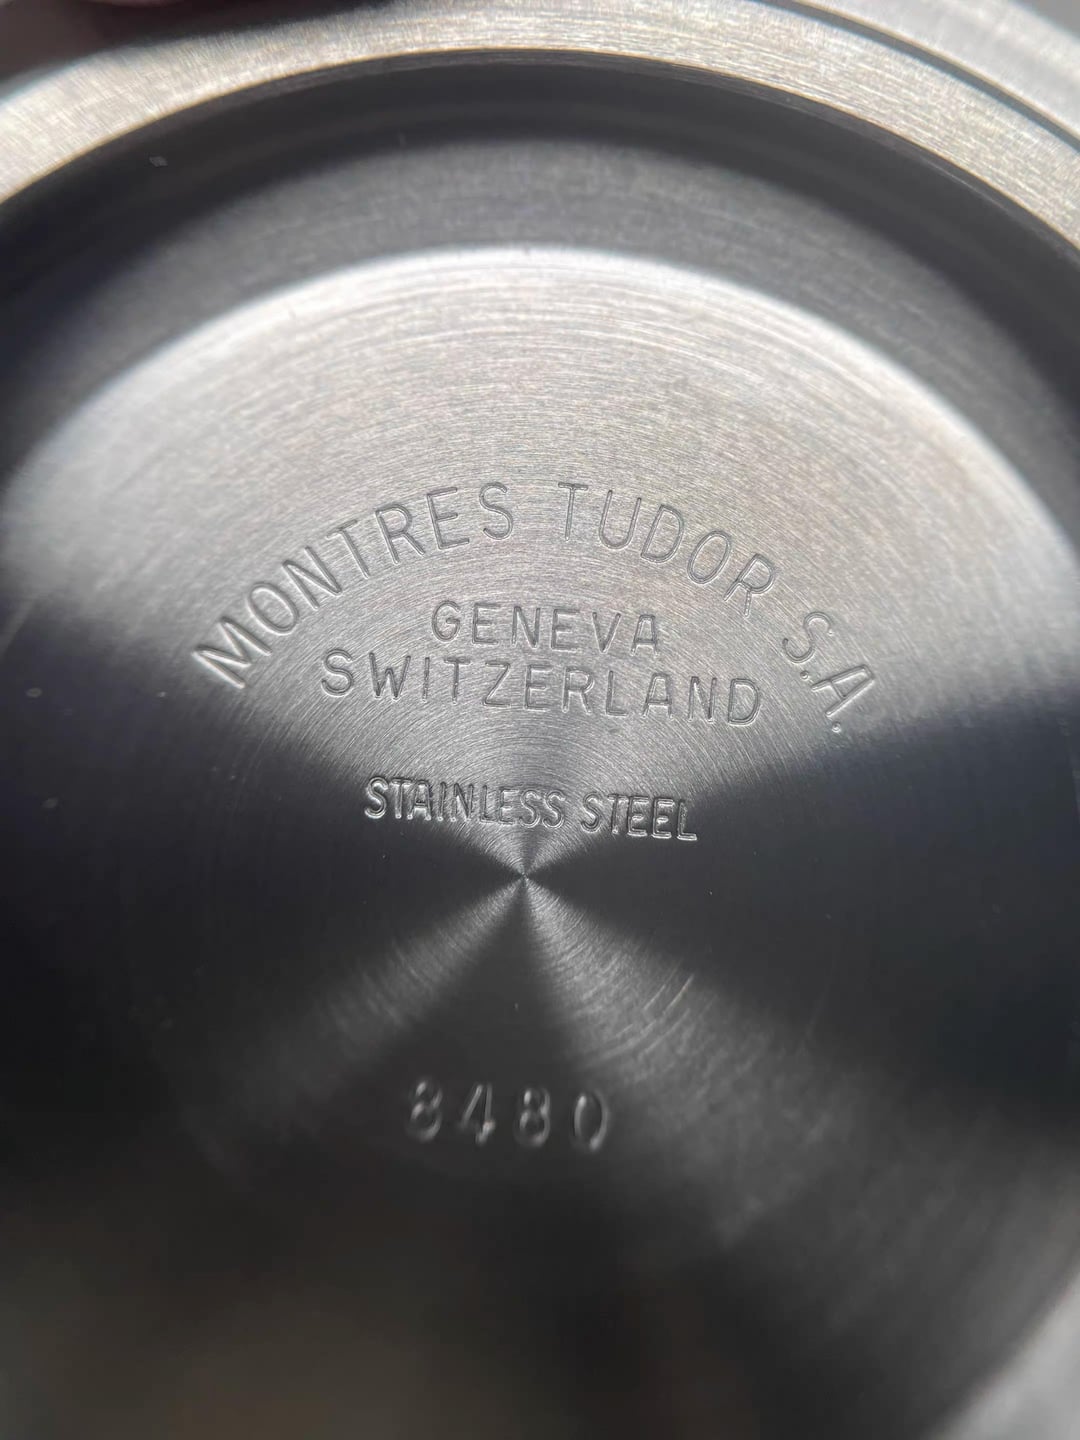 MONTRES TUDOR S.A.
GENEVA
SWITZERLAND
STAINLESS STEEL
8480